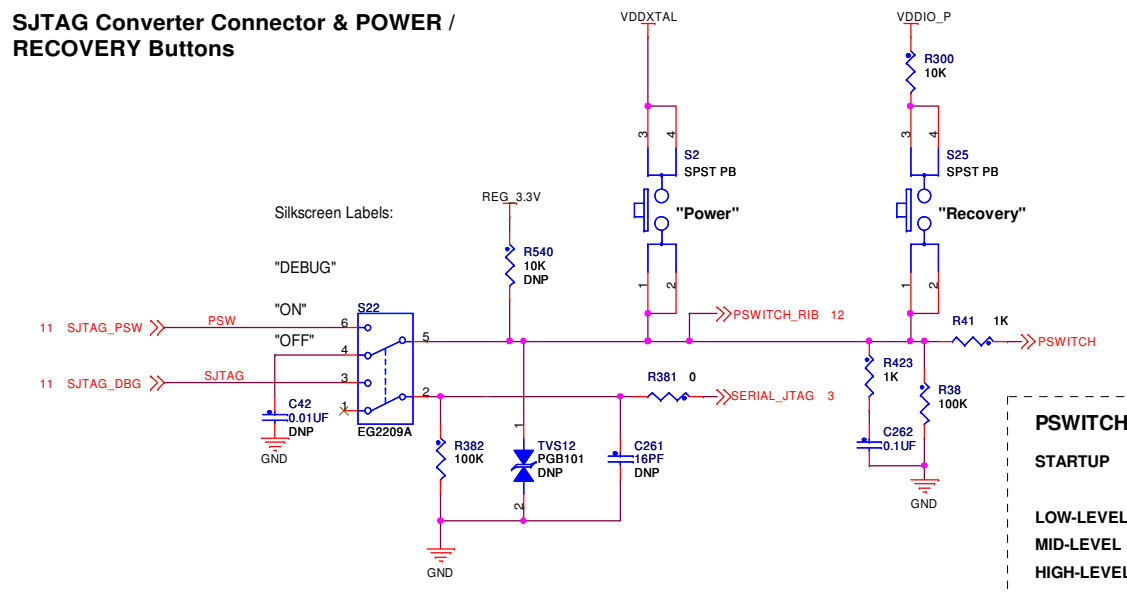 SJTAG Converter Connector & POWER /
RECOVERY Buttons
VDDXTAL
VDDIO_P
R300
10K
3
4
S2
SPST PB
"Power"
1
2
3
4
S25
SPST PB
"Recovery"
1
2
Silkscreen Labels:
"DEBUG"
"ON"
"OFF"
REG_3.3V
R540
10K
DNP
S22
11 SJTAG_PSW
PSW
6
5
4
11 SJTAG_DBG
SJTAG
3
2
1
EG2209A
C42
0.01UF
DNP
GND
PSWITCH_RIB 12
R41 1K
PSWITCH
R381 0
SERIAL_JTAG 3
R423
1K
R38
100K
C262
0.1UF
GND
R382
100K
1
TVS12
PGB101
DNP
2
C261
16PF
DNP
GND
PSWITCH
STARTUP
LOW-LEVEL
MID-LEVEL
HIGH-LEVEL